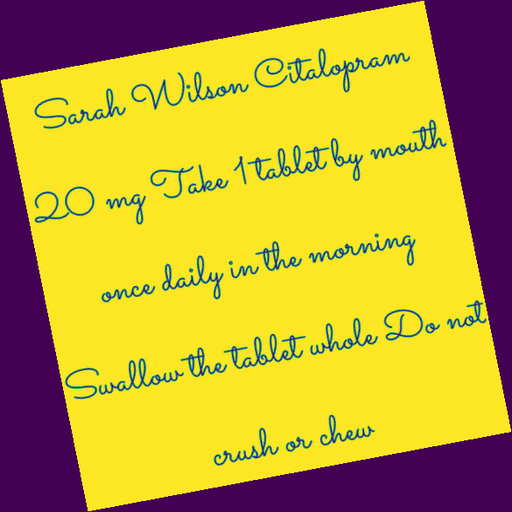 Sarah Wilson Citalopram
20 mg Take 1 tablet by mouth
once daily in the morning
Swallow the tablet whole Do not
crush or chew